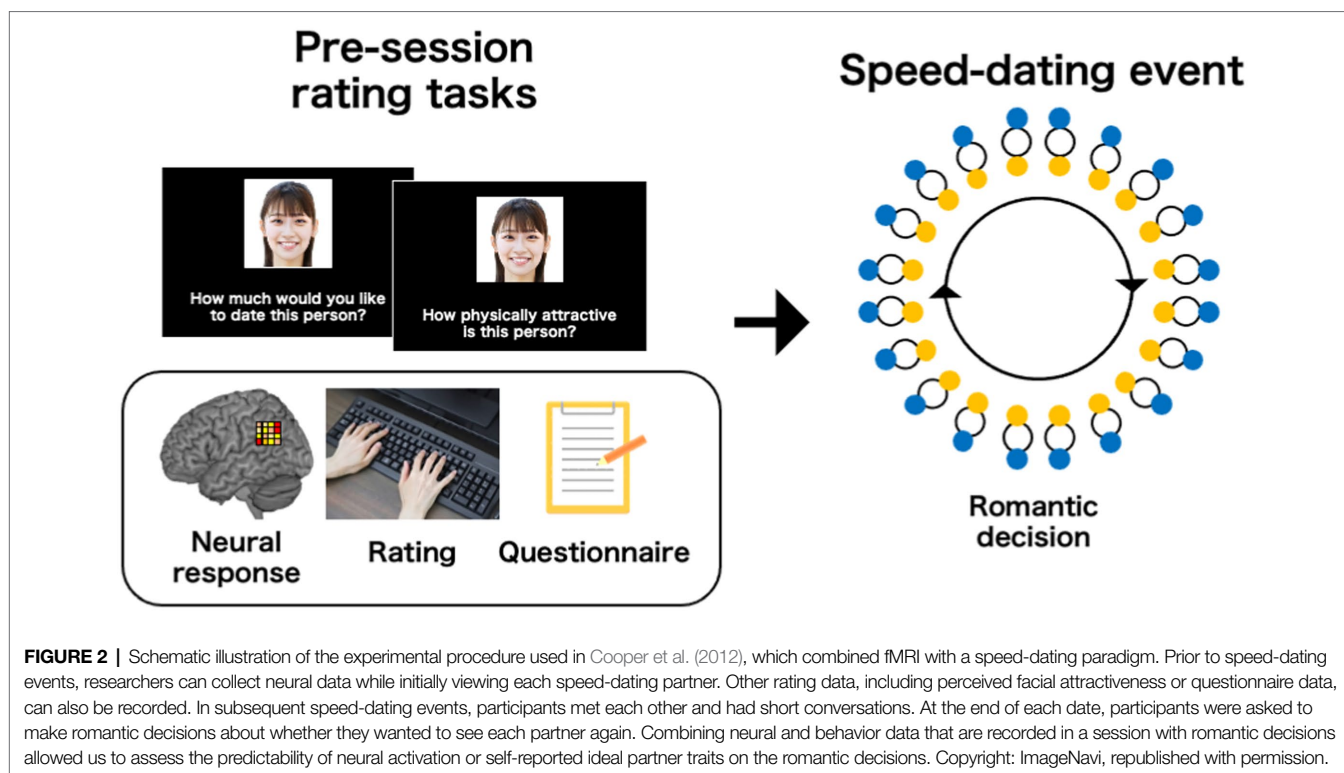 Pre-session
rating tasks
Speed-dating event
How much would you like
to date this person?
How physically attractive
is this person?
Neural
response
Rating
Questionnaire
Romantic
decision
FIGURE 2 | Schematic illustration of the experimental procedure used in Cooper et al. (2012), which combined fMRI with a speed-dating paradigm. Prior to speed-dating
events, researchers can collect neural data while initially viewing each speed-dating partner. Other rating data, including perceived facial attractiveness or questionnaire data,
can also be recorded. In subsequent speed-dating events, participants met each other and had short conversations. At the end of each date, participants were asked to
make romantic decisions about whether they wanted to see each partner again. Combining neural and behavior data that are recorded in a session with romantic decisions
allowed us to assess the predictability of neural activation or self-reported ideal partner traits on the romantic decisions. Copyright: ImageNavi, republished with permission.